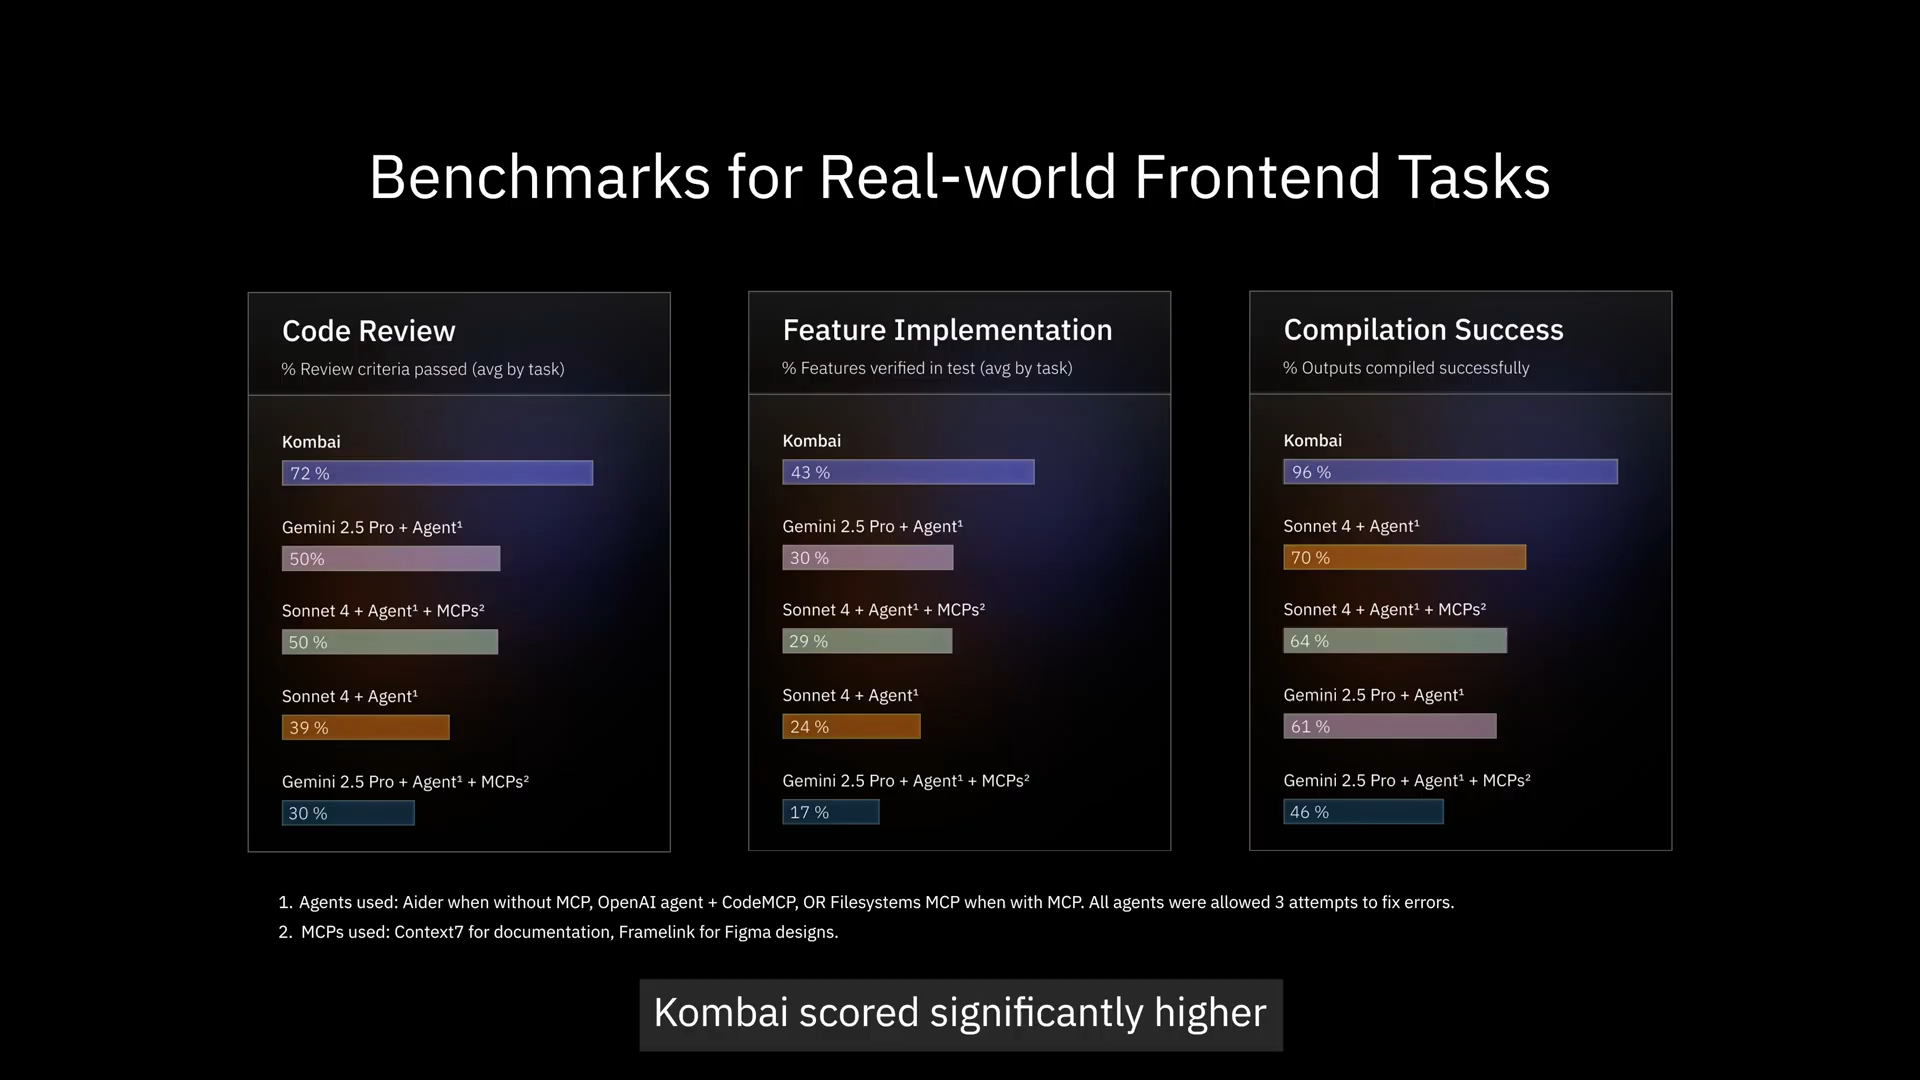 Benchmarks for Real-world Frontend Tasks
Code Review
% Review criteria passed (avg by task)
Kombai
72 %
Gemini 2.5 Pro + Agent¹
50%
Sonnet 4 + Agent¹ + MCPs²
50 %
Sonnet 4 + Agent¹
39 %
Gemini 2.5 Pro + Agent¹ + MCPs²
30 %
Feature Implementation
% Features verified in test (avg by task)
Kombai
43 %
Gemini 2.5 Pro + Agent¹
30 %
Sonnet 4 + Agent¹ + MCPs²
29 %
Sonnet 4 + Agent¹
24 %
Gemini 2.5 Pro + Agent¹ + MCPs²
17 %
Compilation Success
% Outputs compiled successfully
Kombai
96 %
Sonnet 4 + Agent¹
70 %
Sonnet 4 + Agent¹ + MCPs²
64 %
Gemini 2.5 Pro + Agent¹
61 %
Gemini 2.5 Pro + Agent¹ + MCPs²
46 %
1. Agents used: Aider when without MCP, OpenAI agent + CodeMCP, OR Filesystems MCP when with MCP. All agents were allowed 3 attempts to fix errors.
2. MCPs used: Context7 for documentation, Framelink for Figma designs.
Kombai scored significantly higher